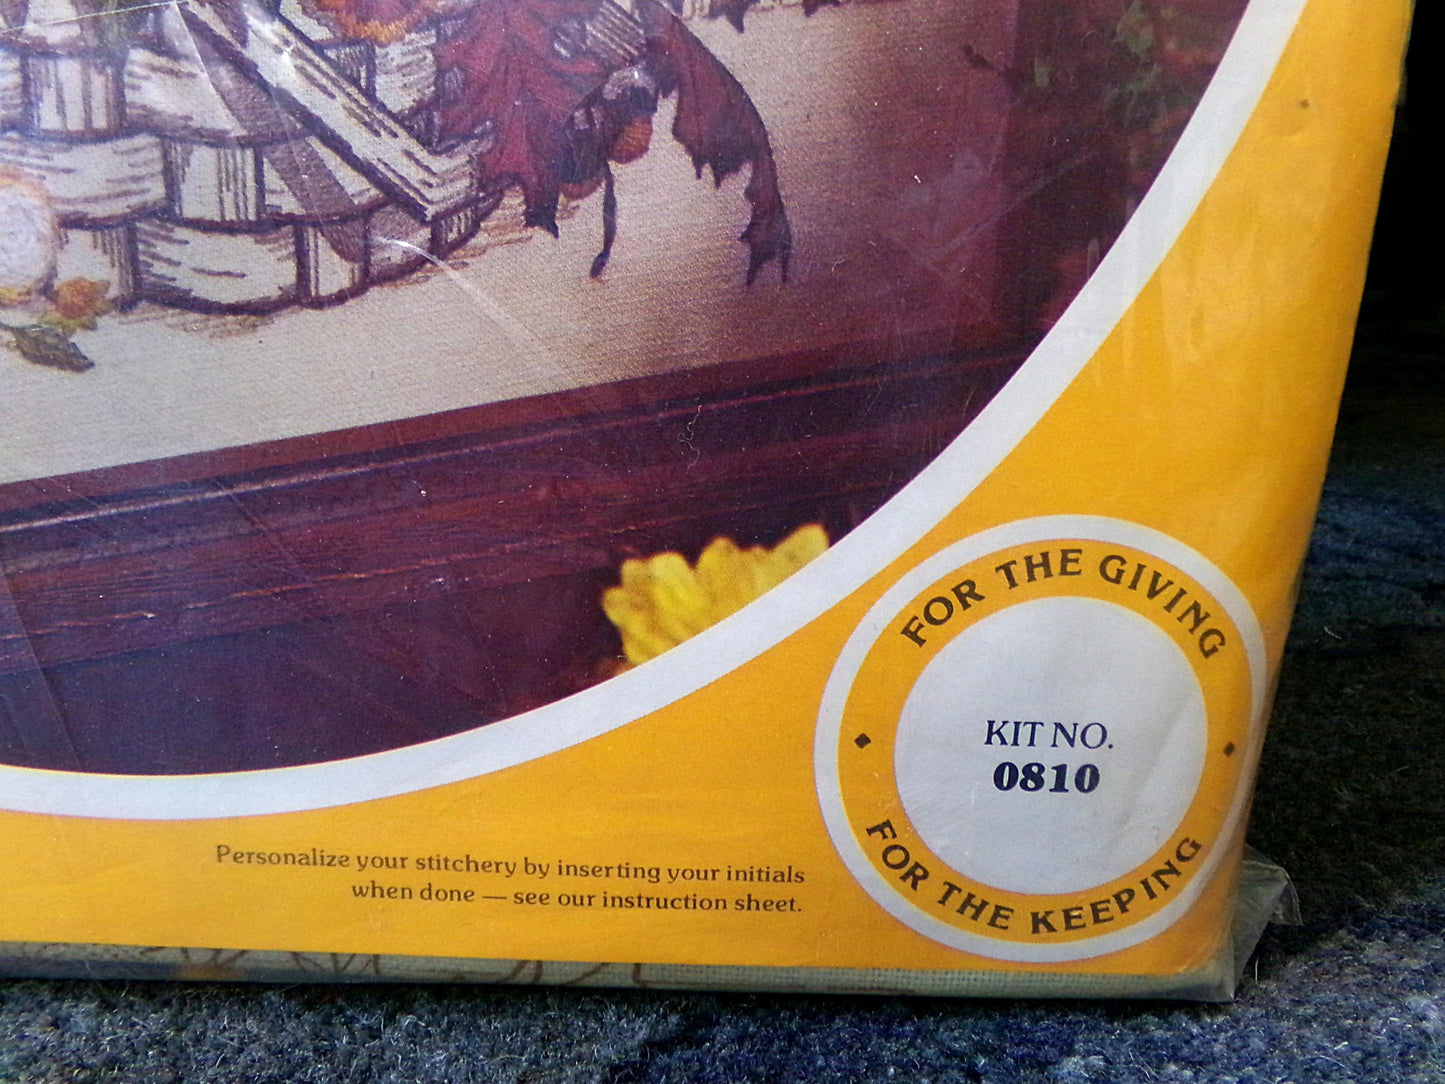 FOR THE GIVING
KIT NO.
0810
FOR THE KEEPING
Personalize your stitchery by inserting your initials
when done — see our instruction sheet.